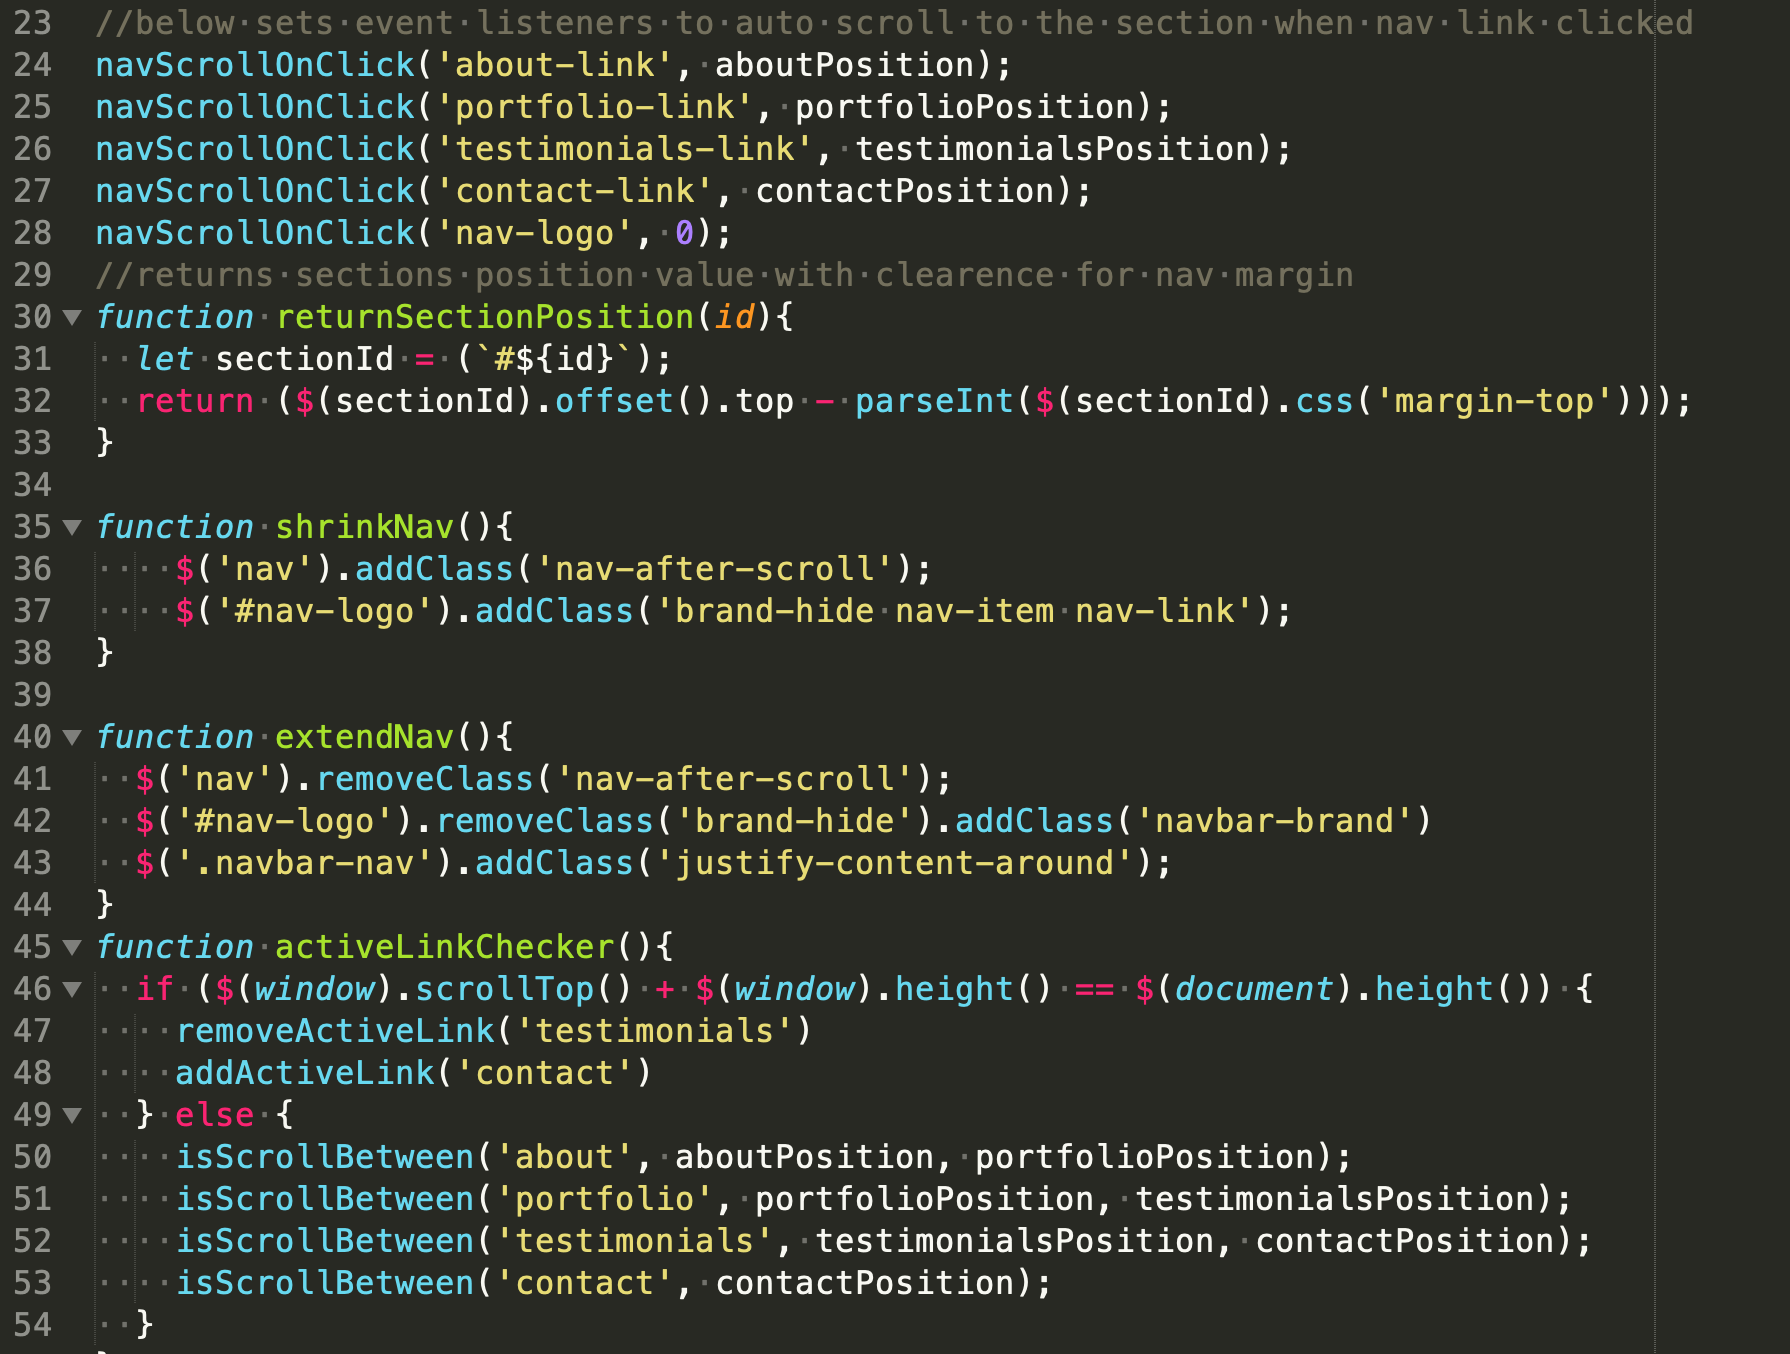 23 //below sets event listeners to auto scroll to the section when nav link clicked
24 navScrollOnClick('about-link', aboutPosition);
25 navScrollOnClick('portfolio-link', portfolioPosition);
26 navScrollOnClick('testimonials-link', testimonialsPosition);
27 navScrollOnClick('contact-link', contactPosition);
28 navScrollOnClick('nav-logo', 0);
29 //returns sections position value with clearence for nav margin
30 function returnSectionPosition(id){
31   let sectionId = (`#${id}`);
32   return ($(sectionId).offset().top - parseInt($(sectionId).css('margin-top')));
33 }
34
35 function shrinkNav(){
36     $('nav').addClass('nav-after-scroll');
37     $('#nav-logo').addClass('brand-hide nav-item nav-link');
38 }
39
40 function extendNav(){
41   $('nav').removeClass('nav-after-scroll');
42   $('#nav-logo').removeClass('brand-hide').addClass('navbar-brand')
43   $('.navbar-nav').addClass('justify-content-around');
44 }
45 function activeLinkChecker(){
46   if ($(window).scrollTop() + $(window).height() == $(document).height()) {
47     removeActiveLink('testimonials')
48     addActiveLink('contact')
49   } else {
50     isScrollBetween('about', aboutPosition, portfolioPosition);
51     isScrollBetween('portfolio', portfolioPosition, testimonialsPosition);
52     isScrollBetween('testimonials', testimonialsPosition, contactPosition);
53     isScrollBetween('contact', contactPosition);
54   }